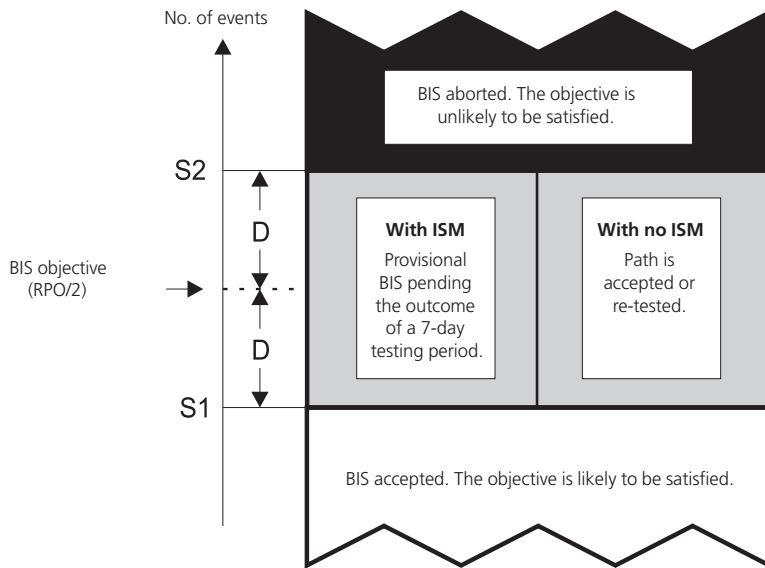 No. of events
BIS aborted. The objective is
unlikely to be satisfied.
S2
D
BIS objective
(RPO/2)
D
S1
With ISM
Provisional
BIS pending
the outcome
of a 7-day
testing period.
With no ISM
Path is
accepted or
re-tested.
BIS accepted. The objective is likely to be satisfied.